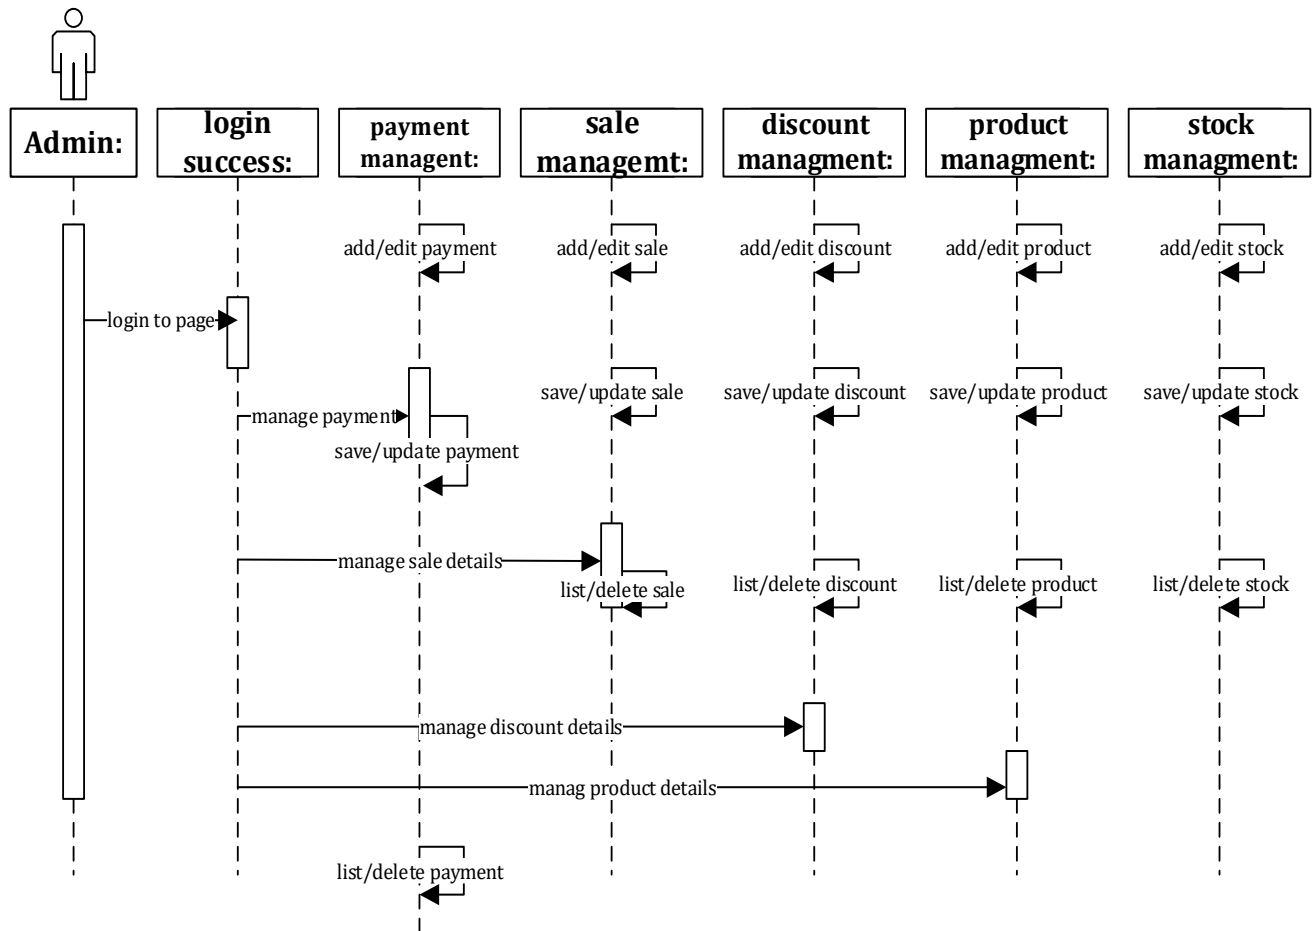 Admin:
login
success:
payment
managent:
sale
managemt:
discount
managment:
product
managment:
stock
managment:
add/edit payment
add/edit sale
add/edit discount
add/edit product
add/edit stock
login to page
save/update sale
save/update discount
save/update product
save/update stock
manage payment
save/update payment
manage sale details
list/delete sale
list/delete discount
list/delete product
list/delete stock
manage discount details
manag product details
list/delete payment